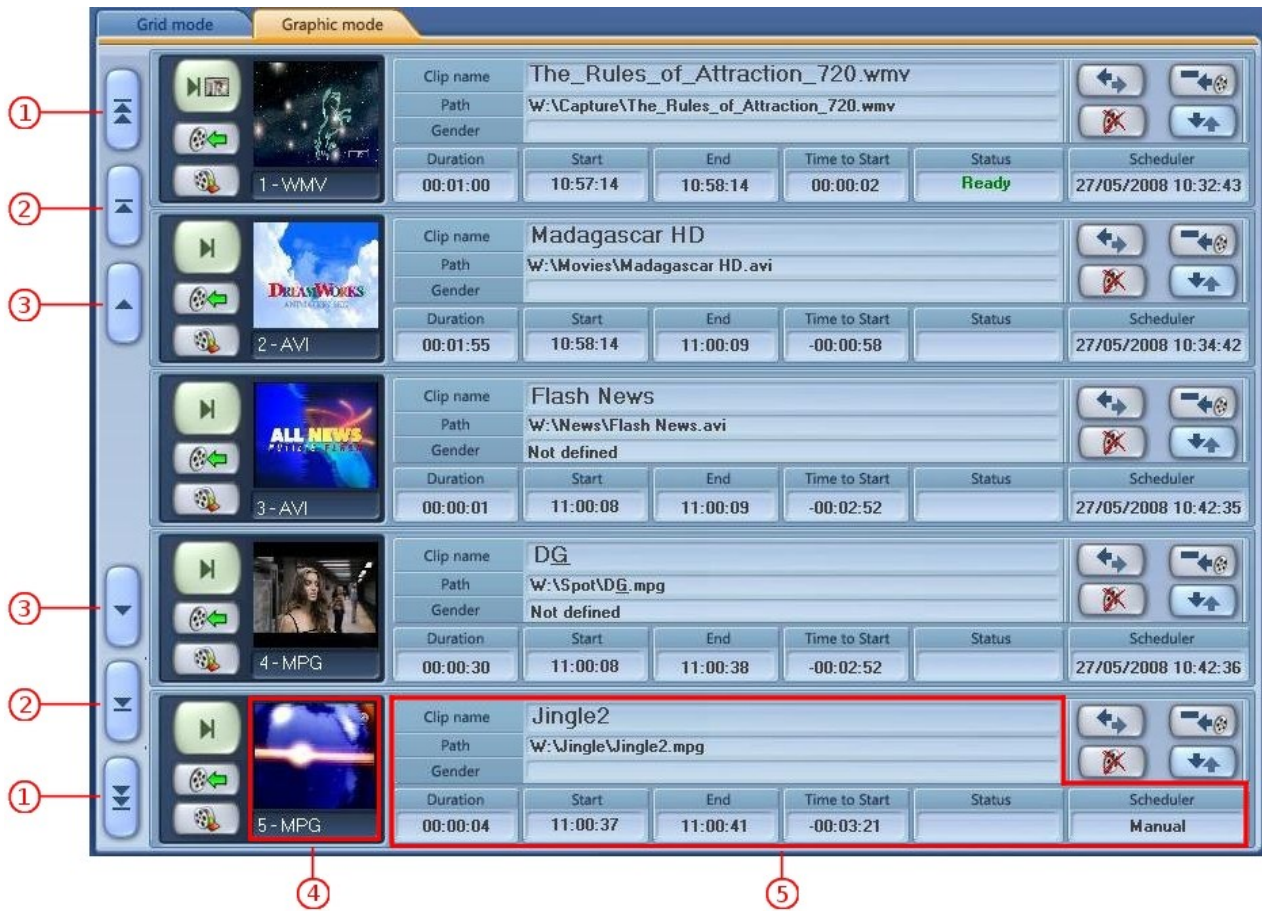 Grid mode Graphic mode
Clip name The_Rules_of_Attraction_720.wmv
Path W:\Capture\The_Rules_of_Attraction_720.wmv
Gender
Duration Start End Time to Start Status Scheduler
1 - WMV 00:01:00 10:57:14 10:58:14 00:00:02 Ready 27/05/2008 10:32:43
Clip name Madagascar HD
Path W:\Movies\Madagascar HD.avi
DREAMWORKS Gender
Duration Start End Time to Start Status Scheduler
2 - AVI 00:01:55 10:58:14 11:00:09 -00:00:58 27/05/2008 10:34:42
Clip name Flash News
Path W:\News\Flash News.avi
ALL NEWS Gender Not defined
Duration Start End Time to Start Status Scheduler
3 - AVI 00:00:01 11:00:08 11:00:09 -00:02:52 27/05/2008 10:42:35
Clip name DG
Path W:\Spot\DG.mpg
Gender Not defined
Duration Start End Time to Start Status Scheduler
4 - MPG 00:00:30 11:00:08 11:00:38 -00:02:52 27/05/2008 10:42:36
Clip name Jingle2
Path W:\Jingle\Jingle2.mpg
Gender
Duration Start End Time to Start Status Scheduler
5 - MPG 00:00:04 11:00:37 11:00:41 -00:03:21 Manual
1
2
3
3
2
1
4 5